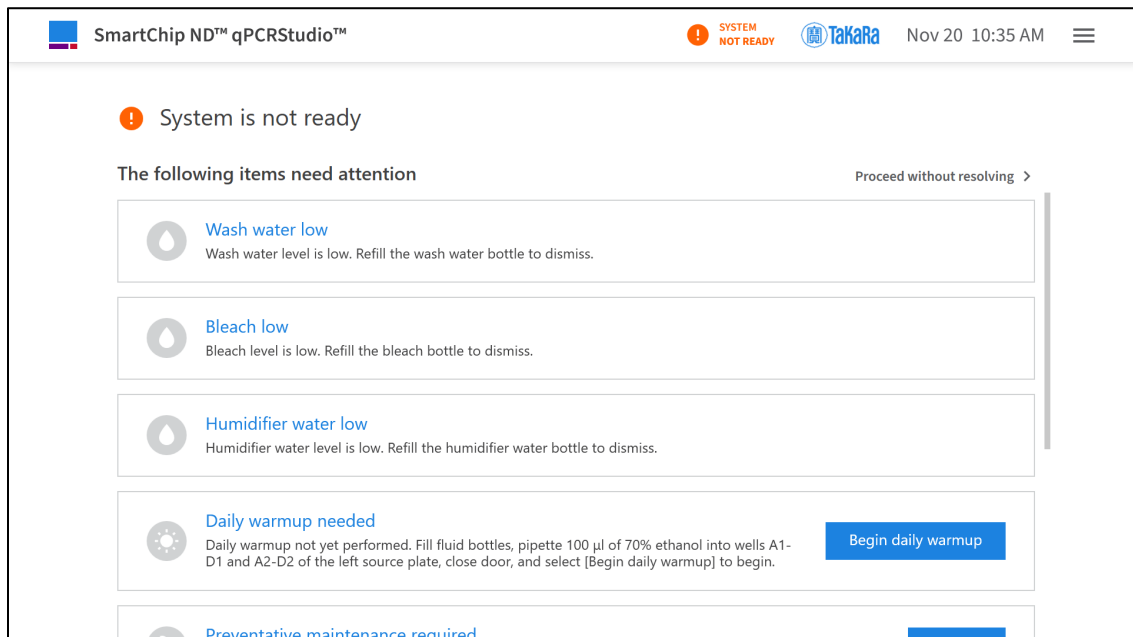 SmartChip ND™ qPCRStudio™
SYSTEM
NOT READY
TaKaRa
Nov 20 10:35 AM
System is not ready
The following items need attention
Proceed without resolving
Wash water low
Wash water level is low. Refill the wash water bottle to dismiss.
Bleach low
Bleach level is low. Refill the bleach bottle to dismiss.
Humidifier water low
Humidifier water level is low. Refill the humidifier water bottle to dismiss.
Daily warmup needed
Daily warmup not yet performed. Fill fluid bottles, pipette 100 µl of 70% ethanol into wells A1-
D1 and A2-D2 of the left source plate, close door, and select [Begin daily warmup] to begin.
Begin daily warmup
Preventative maintenance required